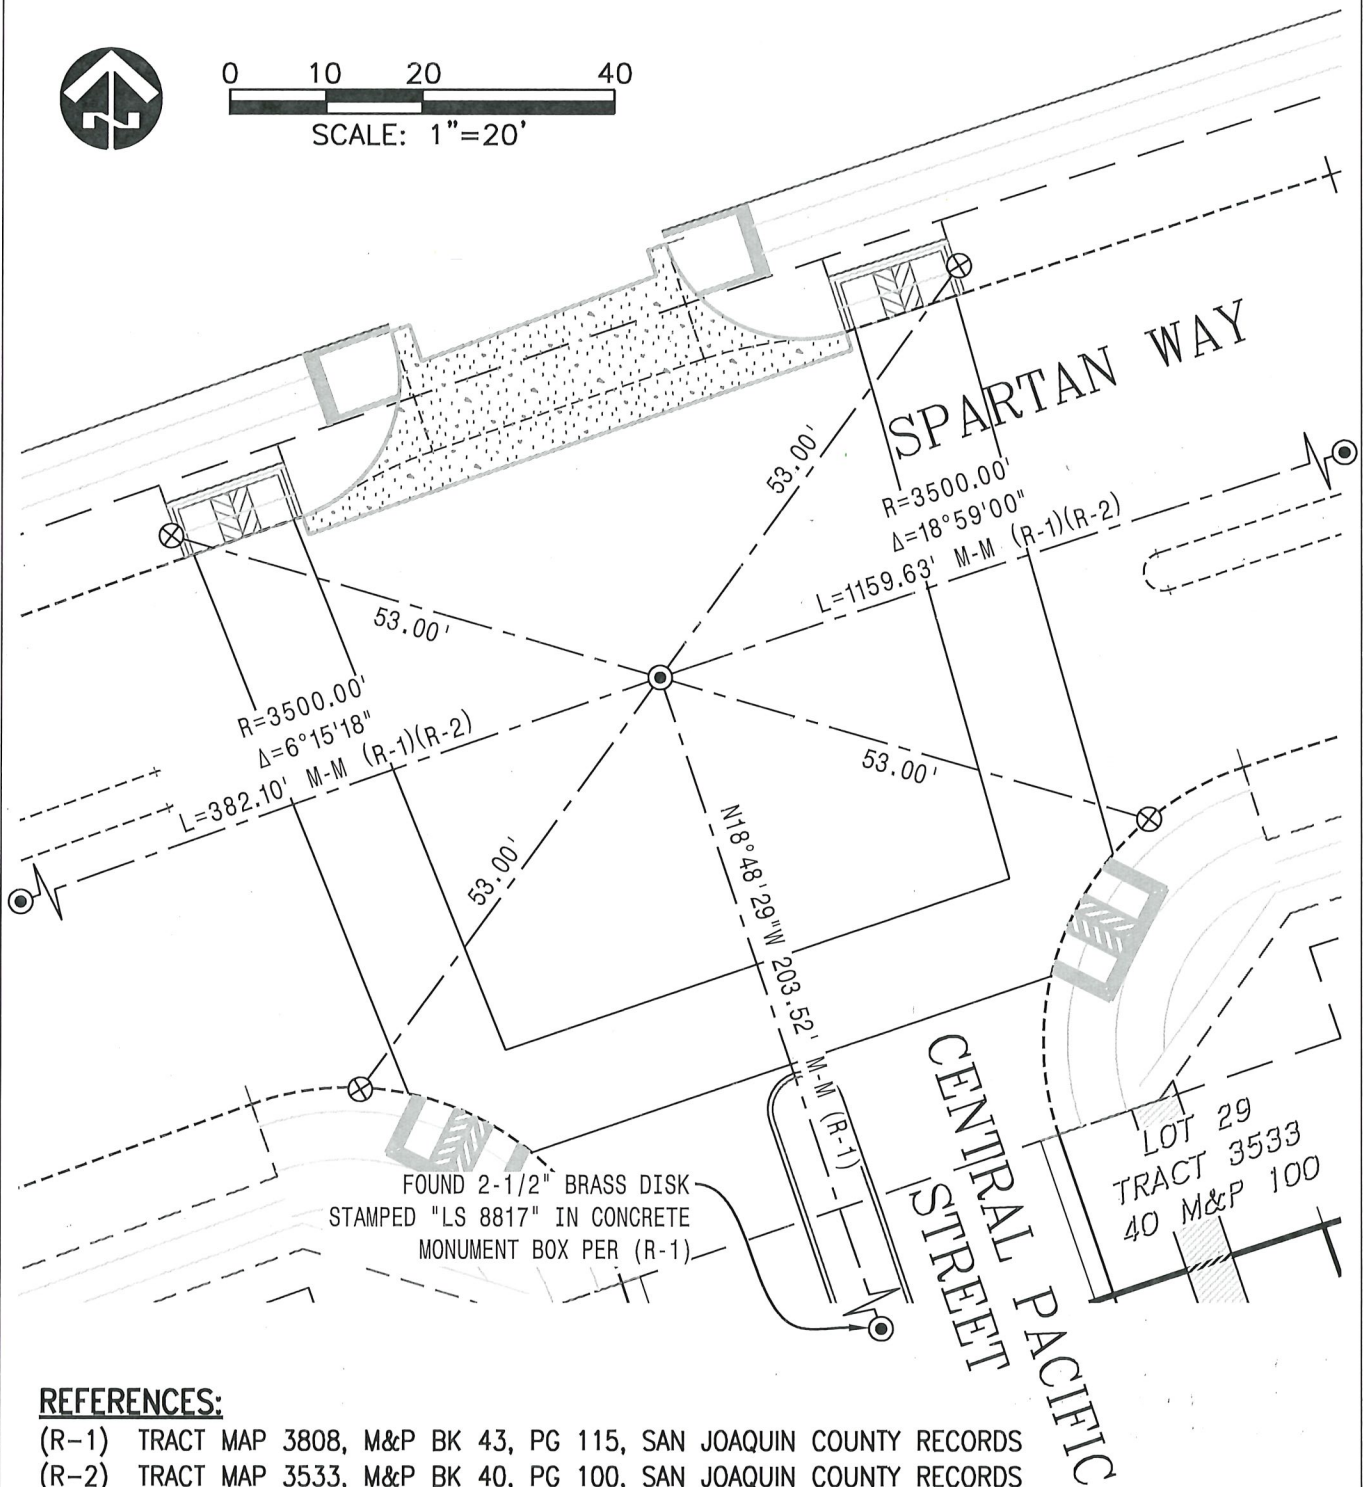 N
0 10 20 40
SCALE: 1"=20'
SPARTAN WAY
53.00'
R=3500.00'
Δ=18°59'00"
L=1159.63' M-M (R-1)(R-2)
53.00'
R=3500.00'
Δ=6°15'18"
L=382.10' M-M (R-1)(R-2)
53.00'
53.00'
N18°48'29"W 203.52' M-M (R-1)
CENTRAL PACIFIC
STREET
LOT 29
TRACT 3533
40 M&P 100
FOUND 2-1/2" BRASS DISK
STAMPED "LS 8817" IN CONCRETE
MONUMENT BOX PER (R-1)
REFERENCES:
(R-1) TRACT MAP 3808, M&P BK 43, PG 115, SAN JOAQUIN COUNTY RECORDS
(R-2) TRACT MAP 3533, M&P BK 40, PG 100, SAN JOAQUIN COUNTY RECORDS